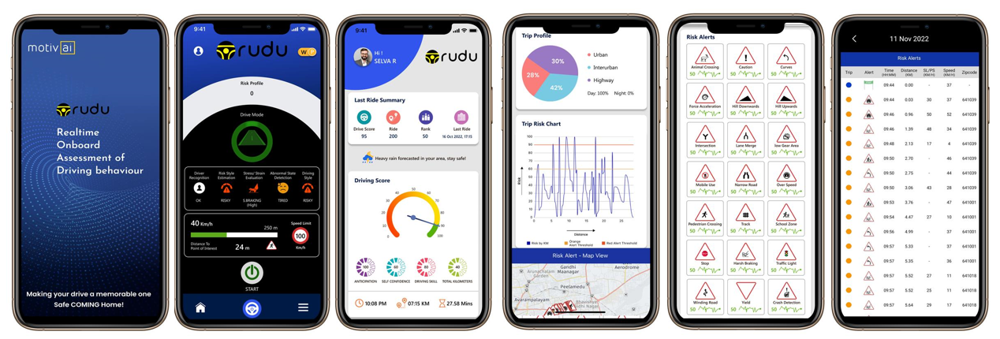 motivai
rudu
Realtime
Onboard
Assessment of
Driving behaviour
Making your drive a memorable one
Safe COMING Home!
9:41
rudu
W
Risk Profile
0
Drive Mode
Driver
Recognition
OK
Risk Style
Estimation
RISKY
Stress/ Strain
Evaluation
S.BRAKING
(High)
Abnormal State
Detetction
TIRED
Driving
Style
RISKY
40 Km/h
250 m
Distance To
Point of Interest
24 m
Speed Limit
100
Km/h
START
9:41
Hi !
SELVA R
rudu
Last Ride Summary
Drive Score
95
Ride
200
Rank
50
Last Ride
16 Oct 2022, 17:15
Heavy rain forecasted in your area, stay safe!
Driving Score
0
10
20
30
40
50
60
70
80
90
100
100
ANTICIPATION
60
SELF CONFIDENCE
80
DRIVING SKILL
40
TOTAL KILOMETERS
10:08 PM
07:15 KM
27.58 Mins
Trip Profile
30%
28%
42%
Urban
Interurban
Highway
Day: 100% Night: 0%
Trip Risk Chart
Risk
100
90
80
70
60
50
40
30
20
10
0
0 5 10 15 20 25
Distance
Risk by KM
Orange
Alert Threshold
Red Alert Threshold
Risk Alert – Map View
Arunachalam
Garden
Gandhi
Maanagar
Aerodrome
Peelamedu
Avarampalayam
Risk Alerts
Animal Crossing
50
Caution
50
Curves
50
Force Acceleration
50
Hill Downwards
50
Hill Upwards
50
Intersection
50
Lane Merge
50
low Gear Area
50
Mobile Use
50
Narrow Road
50
Over Speed
50
Pedestrian Crossing
50
Track
50
School Zone
50
Stop
50
Harsh Braking
50
Traffic Light
50
Winding Road
50
Yield
50
Crash Detection
50
11 Nov 2022
Risk Alerts
Trip Alert Time (HH:MM) Distance (KM) SL/PS (KM/H) Speed (KM/H) Zipcode
09:44 0.00 - 37 -
09:44 0.03 30 37 641039
09:46 0.96 50 52 641039
09:46 1.39 48 34 641039
09:48 2.13 17 4 641039
09:50 2.70 - 46 641039
09:50 2.75 - 44 641039
09:50 3.06 43 28 641039
09:53 3.76 - 47 641001
09:54 4.47 27 10 641039
09:56 4.99 - 37 641001
09:57 5.33 - 37 641001
09:57 5.35 - 36 641001
09:57 5.52 27 11 641018
09:57 5.52 25 11 641018
09:57 5.64 29 17 641018